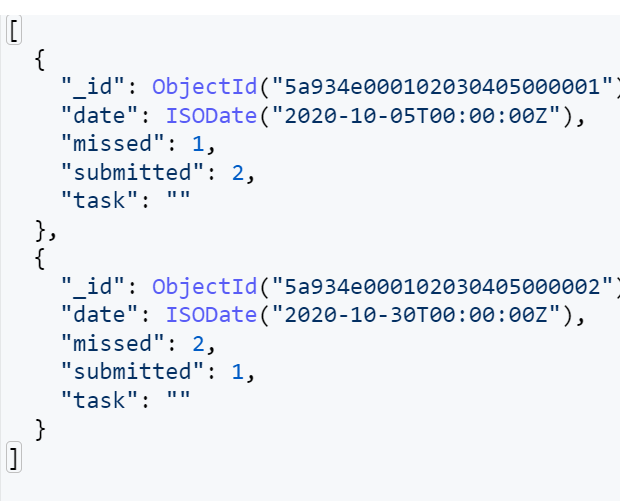 [
  {
    "_id": ObjectId("5a934e000102030405000001")
    "date": ISODate("2020-10-05T00:00:00Z"),
    "missed": 1,
    "submitted": 2,
    "task": ""
  },
  {
    "_id": ObjectId("5a934e000102030405000002")
    "date": ISODate("2020-10-30T00:00:00Z"),
    "missed": 2,
    "submitted": 1,
    "task": ""
  }
]